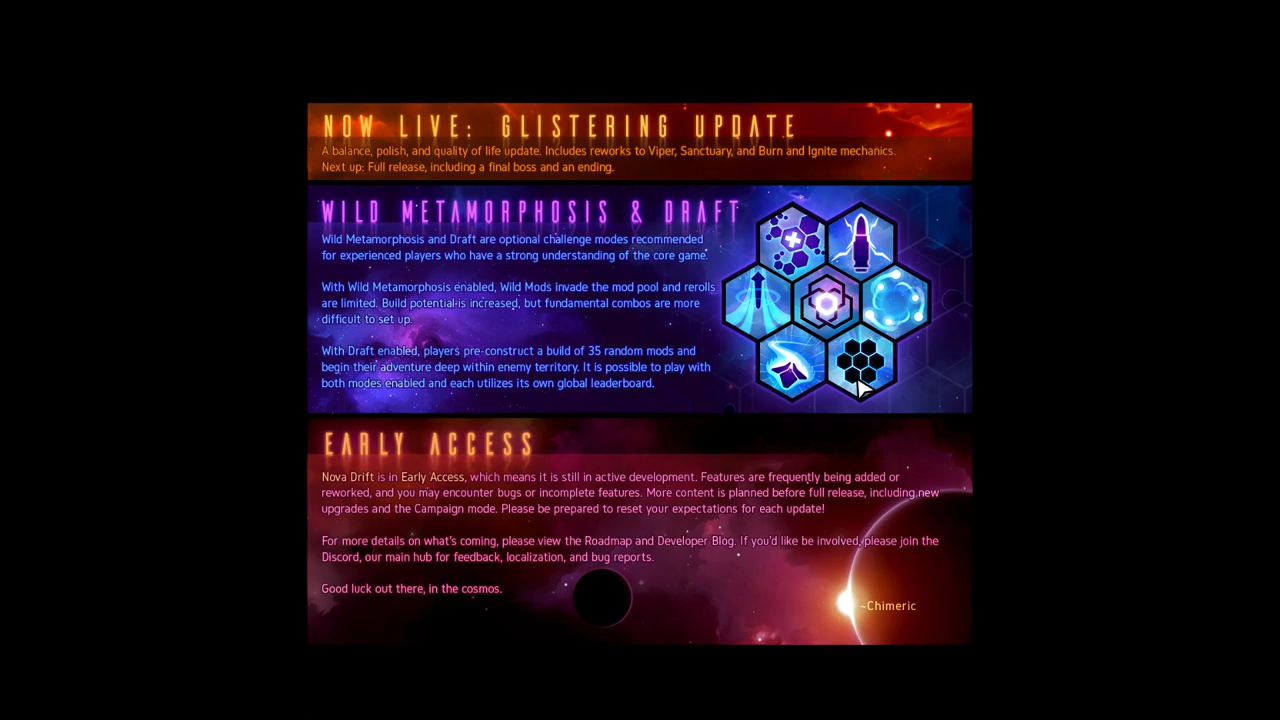 NOW LIVE: GLISTERING UPDATE
A balance, polish, and quality of life update. Includes reworks to Viper, Sanctuary, and Burn and Ignite mechanics.
Next up: Full release, including a final boss and an ending.
WILD METAMORPHOSIS & DRAFT
Wild Metamorphosis and Draft are optional challenge modes recommended
for experienced players who have a strong understanding of the core game.
With Wild Metamorphosis enabled, Wild Mods invade the mod pool and rerolls
are limited. Build potential is increased, but fundamental combos are more
difficult to set up.
With Draft enabled, players pre-construct a build of 35 random mods and
begin their adventure deep within enemy territory. It is possible to play with
both modes enabled and each utilizes its own global leaderboard.
EARLY ACCESS
Nova Drift is in Early Access, which means it is still in active development. Features are frequently being added or
reworked, and you may encounter bugs or incomplete features. More content is planned before full release, including new
upgrades and the Campaign mode. Please be prepared to reset your expectations for each update!
For more details on what's coming, please view the Roadmap and Developer Blog. If you'd like be involved, please join the
Discord, our main hub for feedback, localization, and bug reports.
Good luck out there, in the cosmos.
~Chimeric